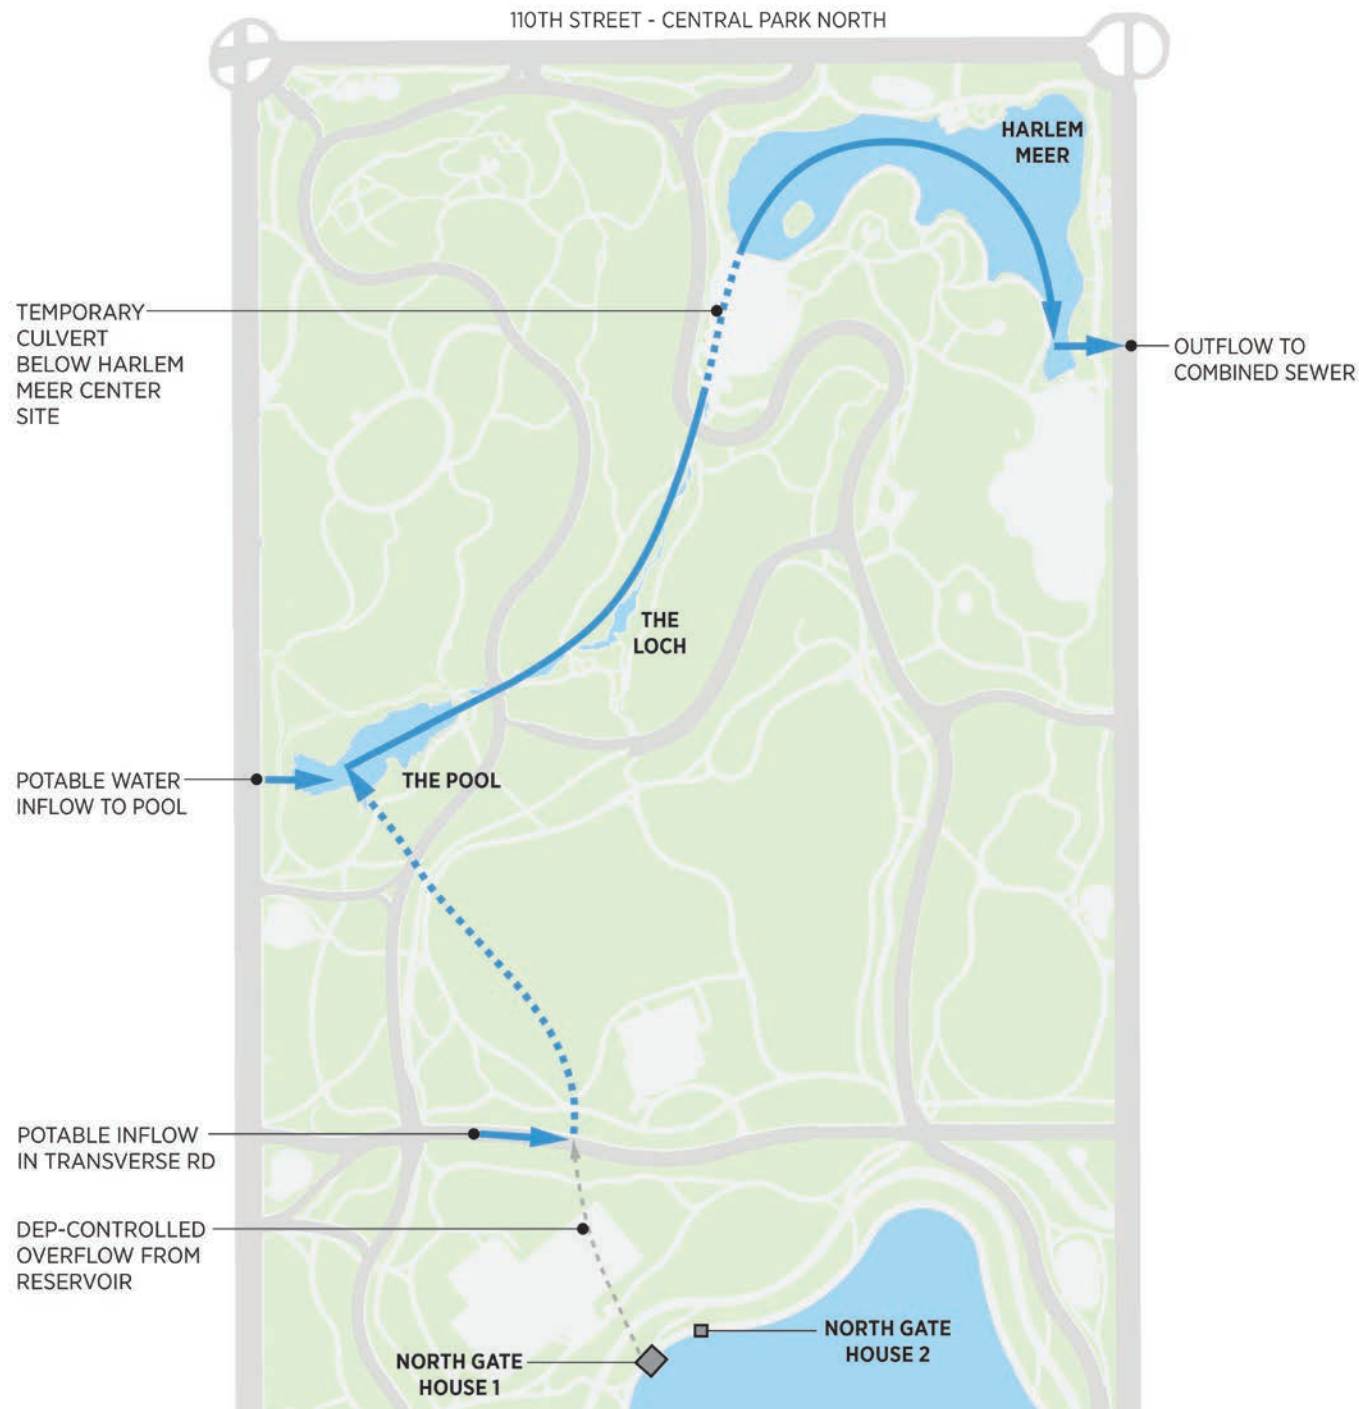 110TH STREET - CENTRAL PARK NORTH
HARLEM
MEER
TEMPORARY
CULVERT
BELOW HARLEM
MEER CENTER
SITE
OUTFLOW TO
COMBINED SEWER
THE
LOCH
THE POOL
POTABLE WATER
INFLOW TO POOL
POTABLE INFLOW
IN TRANSVERSE RD
DEP-CONTROLLED
OVERFLOW FROM
RESERVOIR
NORTH GATE
HOUSE 2
NORTH GATE
HOUSE 1